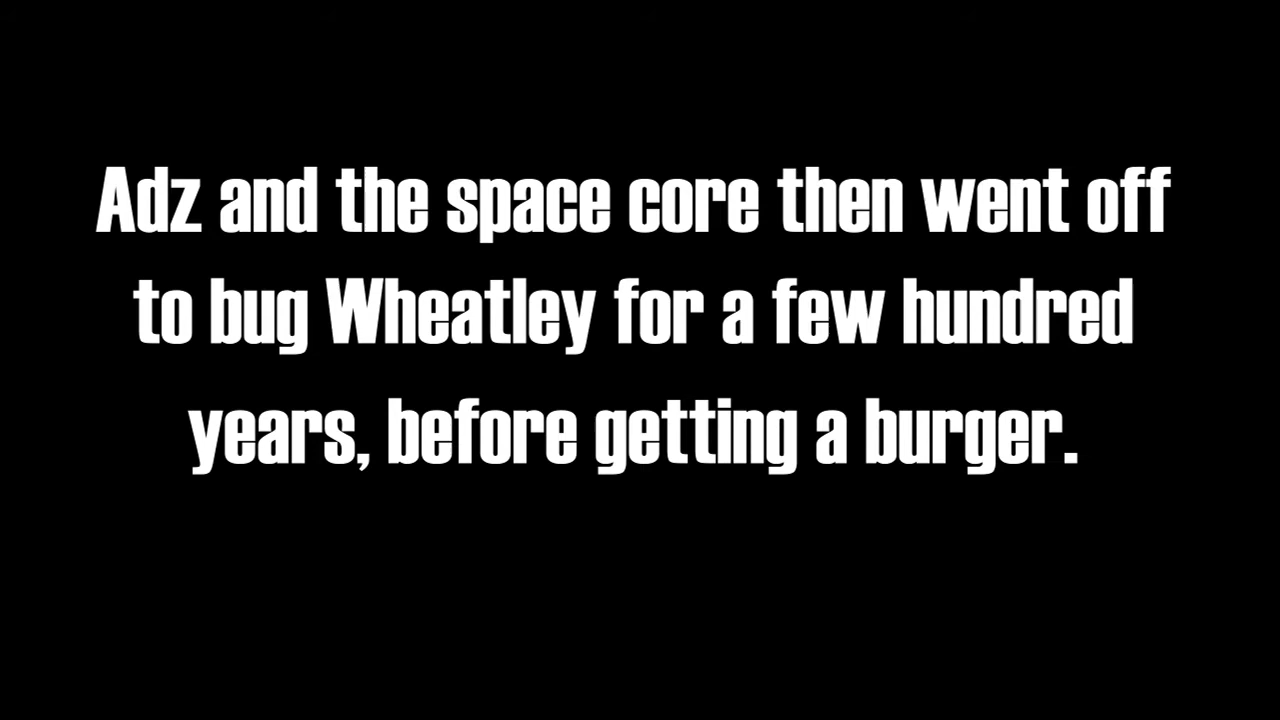 Adz and the space core then went off
to bug Wheatley for a few hundred
years, before getting a burger.